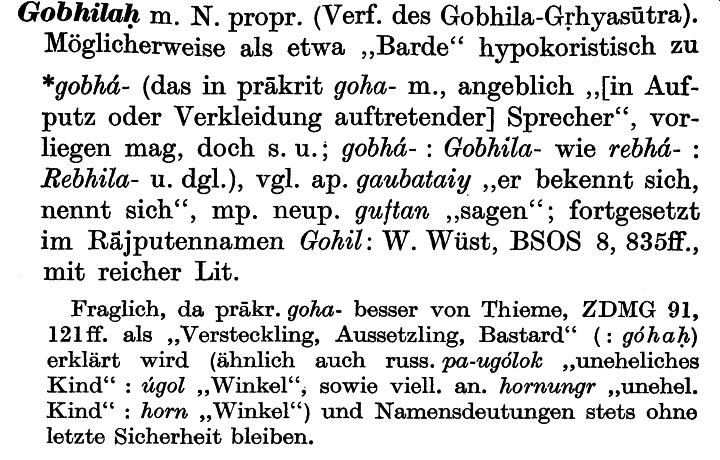 Gobhilaḥ m. N. propr. (Verf. des Gobhila-Gṛhyasūtra).
Möglicherweise als etwa „Barde“ hypokoristisch zu
*gobhá- (das in prākrit goha- m., angeblich „[in Auf-
putz oder Verkleidung auftretender] Sprecher“, vor-
liegen mag, doch s. u.; gobhá- : Gobhila- wie rebhá- :
Rebhila- u. dgl.), vgl. ap. gaubataiy „er bekennt sich,
nennt sich“, mp. neup. guftan „sagen“; fortgesetzt
im Rājputennamen Gohil: W. Wüst, BSOS 8, 835ff.,
mit reicher Lit.
Fraglich, da prākr. goha- besser von Thieme, ZDMG 91,
121ff. als „Versteckling, Aussetzling, Bastard“ (: góhaḥ)
erklärt wird (ähnlich auch russ. pa-ugólok „uneheliches
Kind“ : úgol „Winkel“, sowie viell. an. hornungr „unehel.
Kind“ : horn „Winkel“) und Namensdeutungen stets ohne
letzte Sicherheit bleiben.